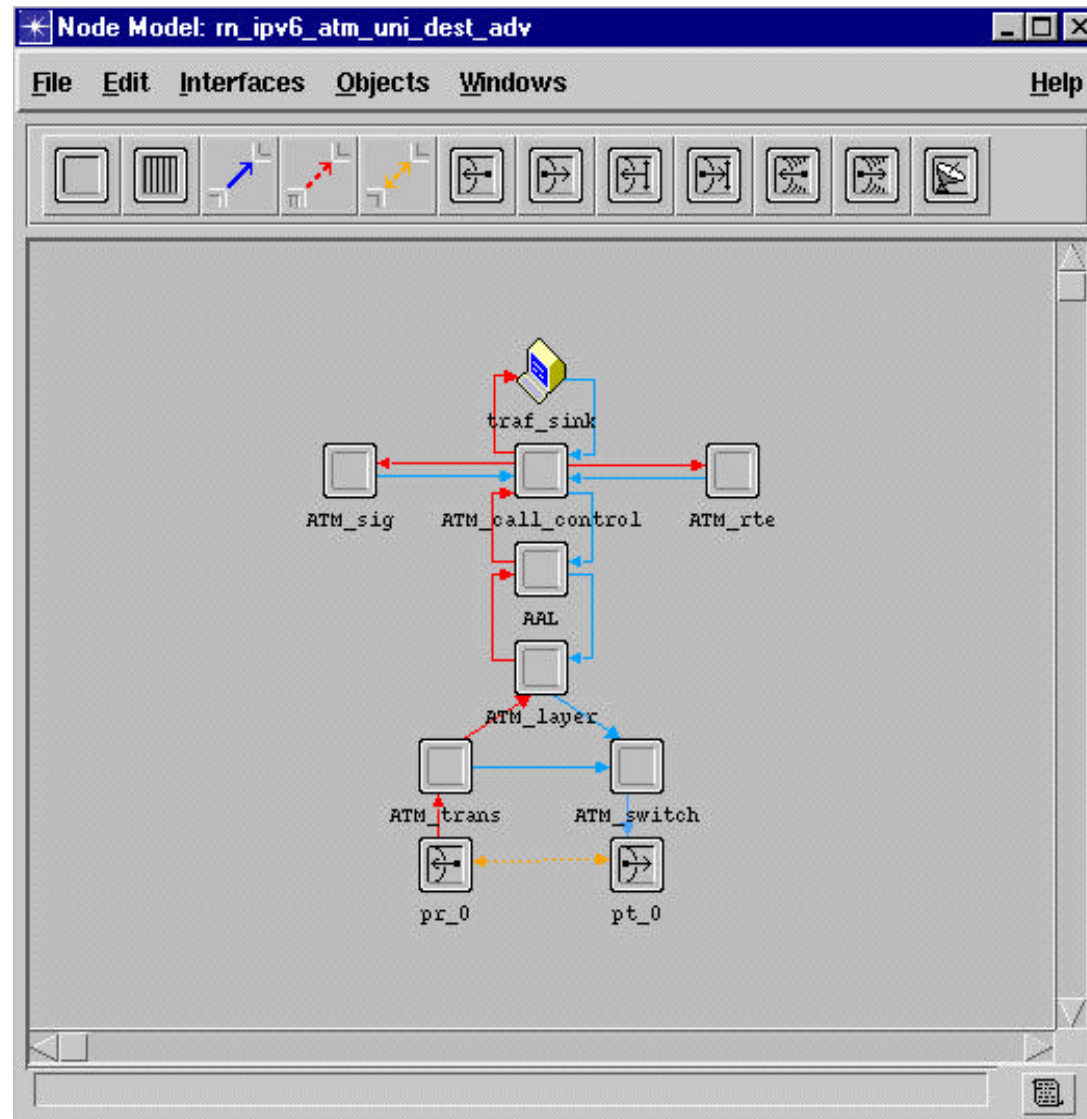 Node Model: rn_ipv6_atm_uni_dest_adv
File Edit Interfaces Objects Windows Help
traf_sink
ATM_sig ATM_call_control ATM_rte
AAL
ATM_layer
ATM_trans ATM_switch
pr_0 pt_0